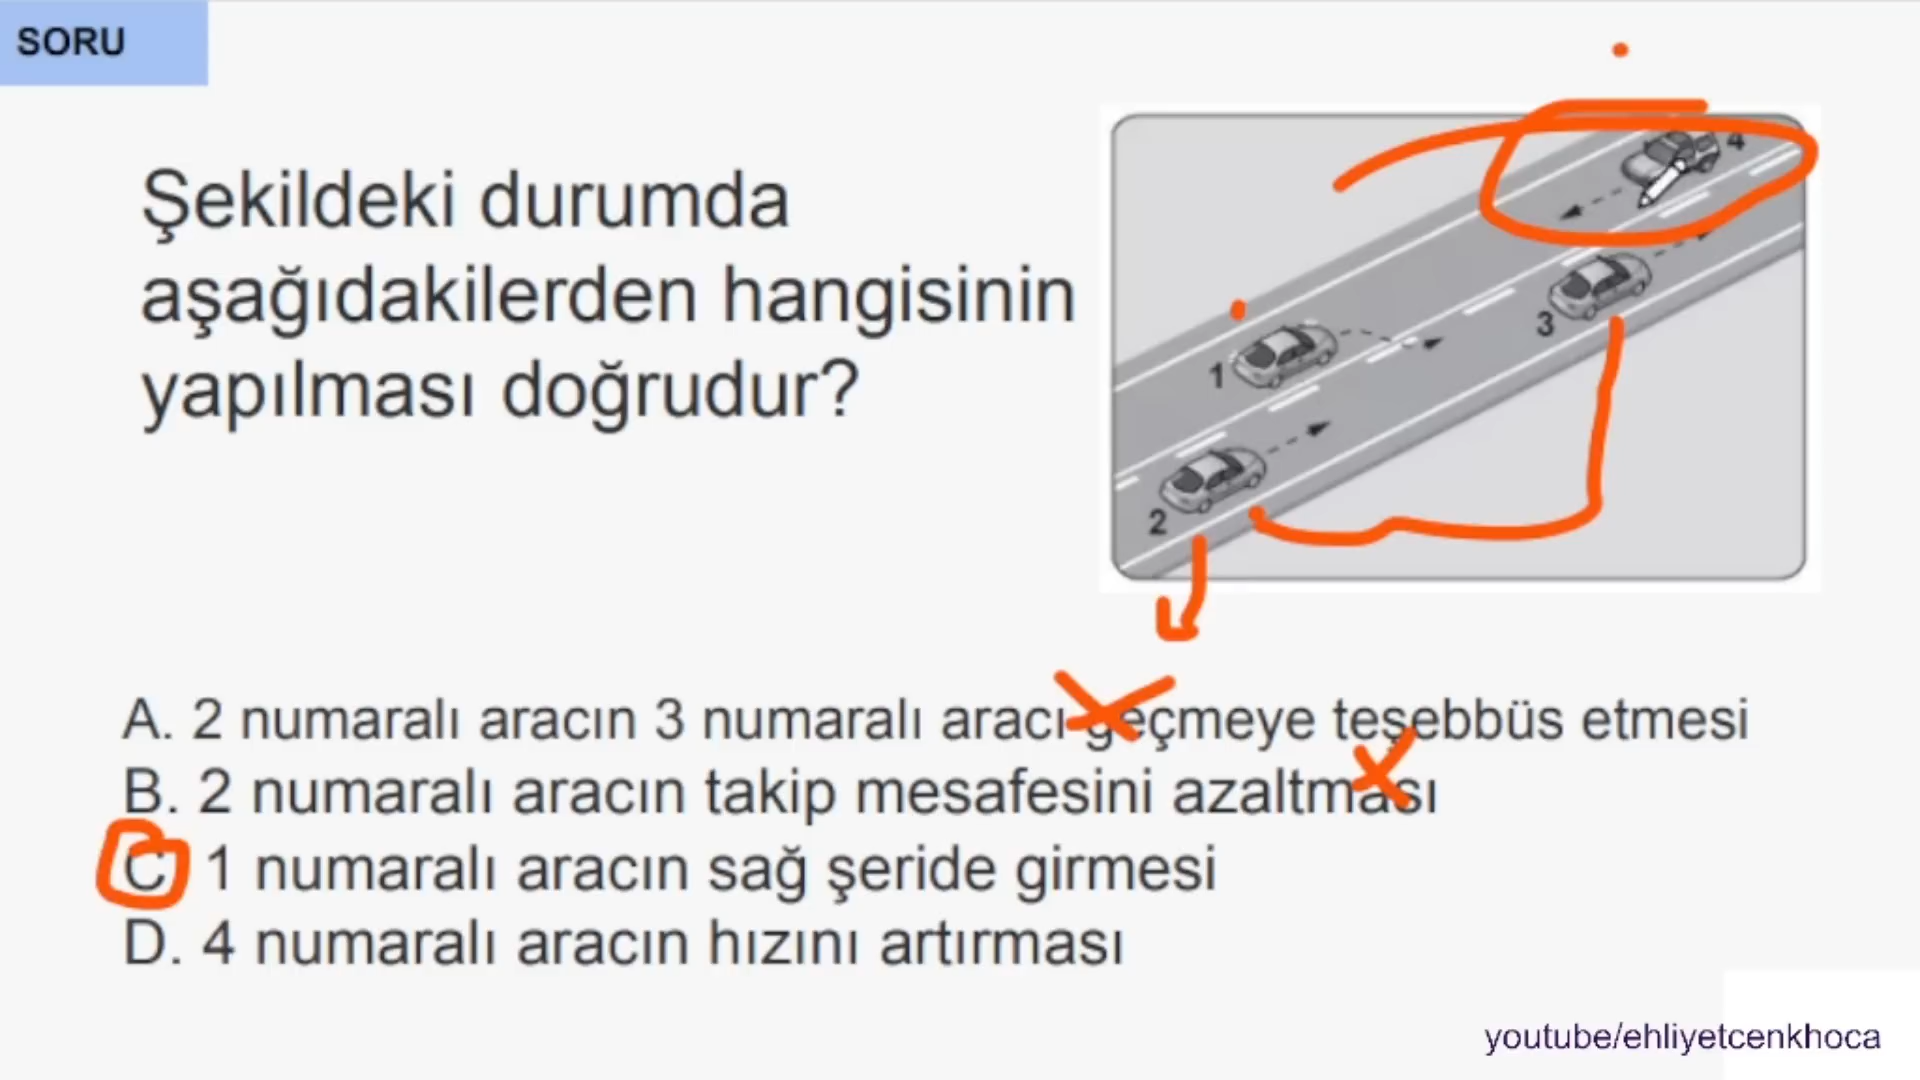 SORU
Şekildeki durumda
aşağıdakilerden hangisinin
yapılması doğrudur?
4
3
1
2
A. 2 numaralı aracın 3 numaralı aracı geçmeye teşebbüs etmesi
B. 2 numaralı aracın takip mesafesini azaltması
C 1 numaralı aracın sağ şeride girmesi
D. 4 numaralı aracın hızını artırması
youtube/ehliyetcenkhoca